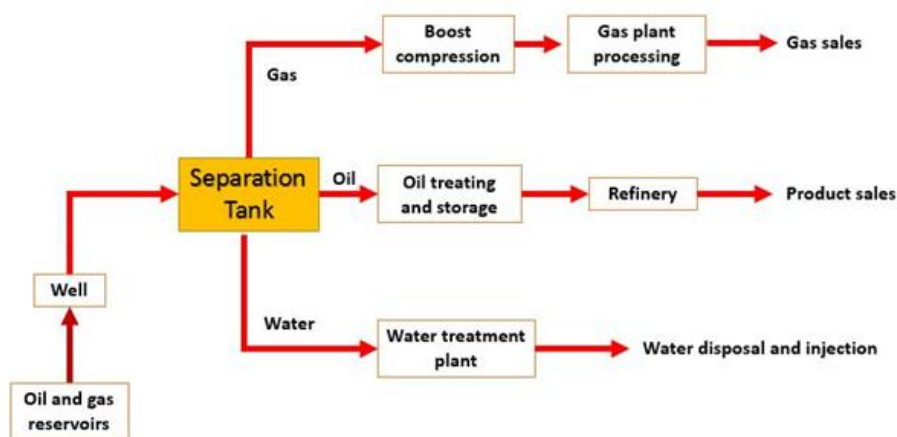 Boost
compression
Gas plant
processing
Gas sales
Gas
Separation
Tank
Oil
Oil treating
and storage
Refinery
Product sales
Well
Water
Water treatment
plant
Water disposal and injection
Oil and gas
reservoirs